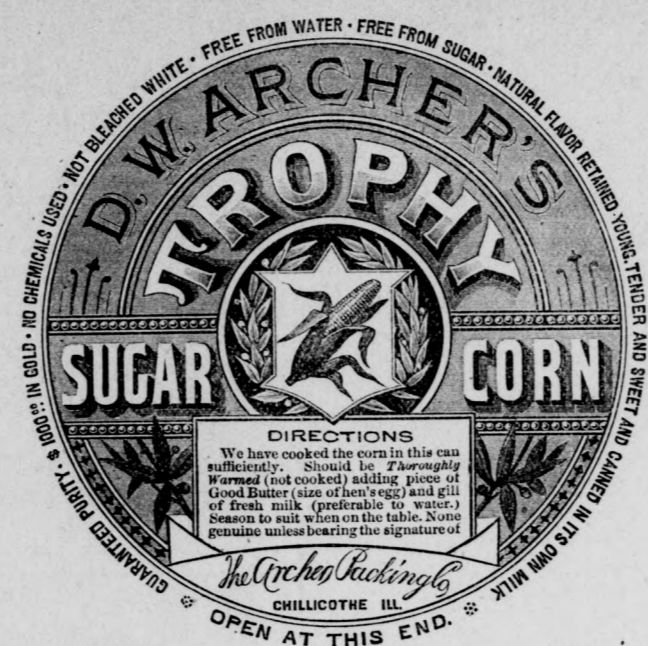 GUARANTEED PURITY · $1000:00 IN GOLD · NO CHEMICALS USED · NOT BLEACHED WHITE · FREE FROM WATER · FREE FROM SUGAR · NATURAL FLAVOR RETAINED · YOUNG, TENDER AND SWEET AND CANNED IN ITS OWN MILK
D. W. ARCHER'S
TROPHY
SUGAR CORN
DIRECTIONS
We have cooked the corn in this can
sufficiently. Should be Thoroughly
Warmed (not cooked) adding piece of
Good Butter (size of hen's egg) and gill
of fresh milk (preferable to water.)
Season to suit when on the table. None
genuine unless bearing the signature of
The Archer Packing Co
CHILLICOTHE ILL.
OPEN AT THIS END.